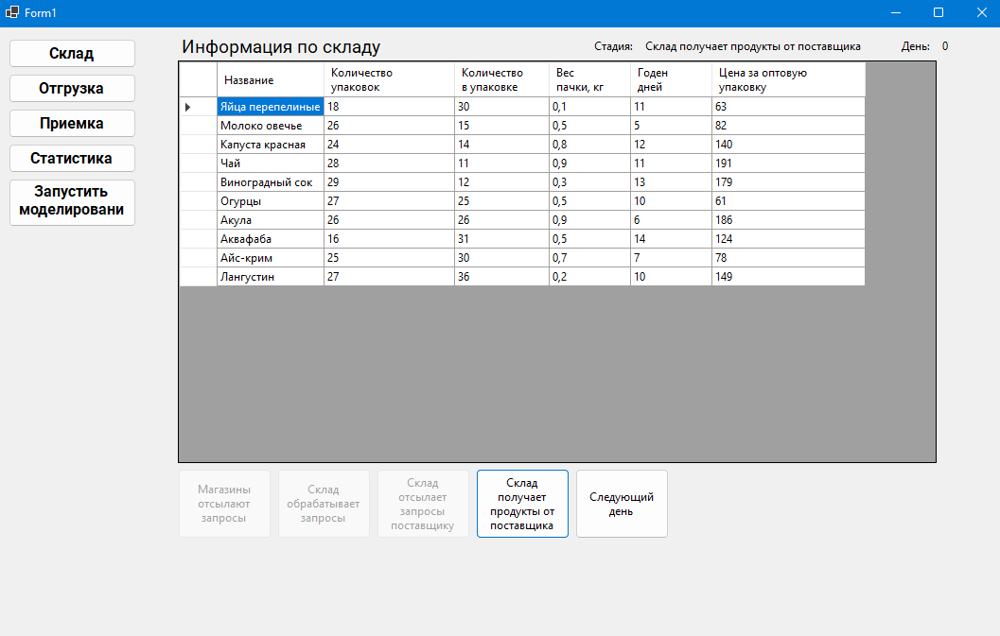 Form1
Склад
Отгрузка
Приемка
Статистика
Запустить
моделировани
Информация по складу
Стадия: Склад получает продукты от поставщика День: 0
Название Количество упаковок Количество в упаковке Вес пачки, кг Годен дней Цена за оптовую упаковку
Яйца перепелиные 18 30 0,1 11 63
Молоко овечье 26 15 0,5 5 82
Капуста красная 24 14 0,8 12 140
Чай 28 11 0,9 11 191
Виноградный сок 29 12 0,3 13 179
Огурцы 27 25 0,5 10 61
Акула 26 26 0,9 6 186
Аквафаба 16 31 0,5 14 124
Айс-крим 25 30 0,7 7 78
Лангустин 27 36 0,2 10 149
Магазины
отсылают
запросы
Склад
обрабатывает
запросы
Склад
отсылает
запросы
поставщику
Склад
получает
продукты от
поставщика
Следующий
день